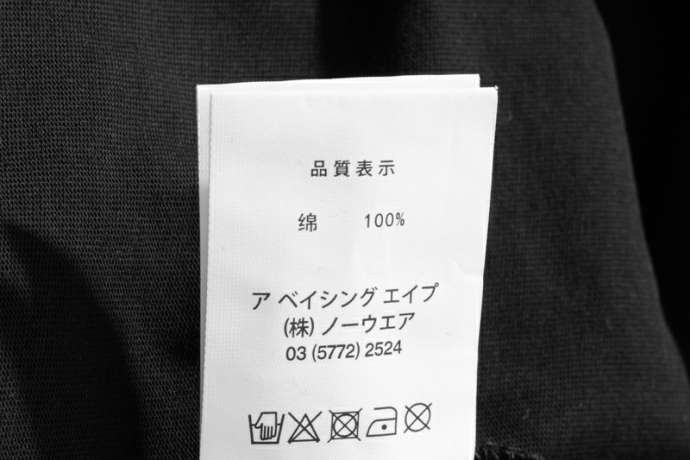 品質表示
绵 100%
ア ベイシング エイプ
(株) ノーウエア
03 (5772) 2524